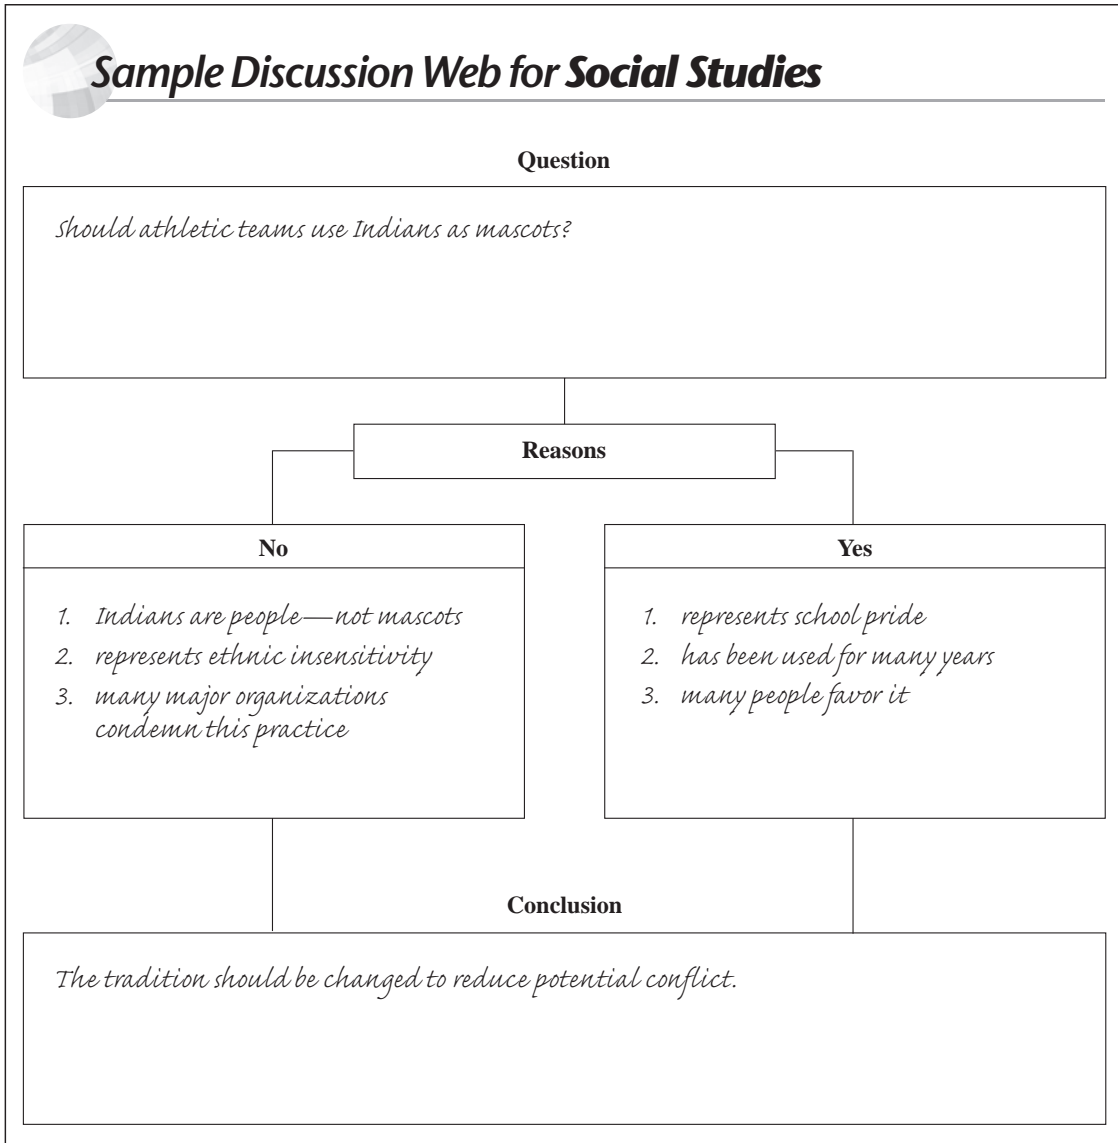 Sample Discussion Web for Social Studies
Question
Should athletic teams use Indians as mascots?
Reasons
No
1. Indians are people—not mascots
2. represents ethnic insensitivity
3. many major organizations
condemn this practice
Yes
1. represents school pride
2. has been used for many years
3. many people favor it
Conclusion
The tradition should be changed to reduce potential conflict.